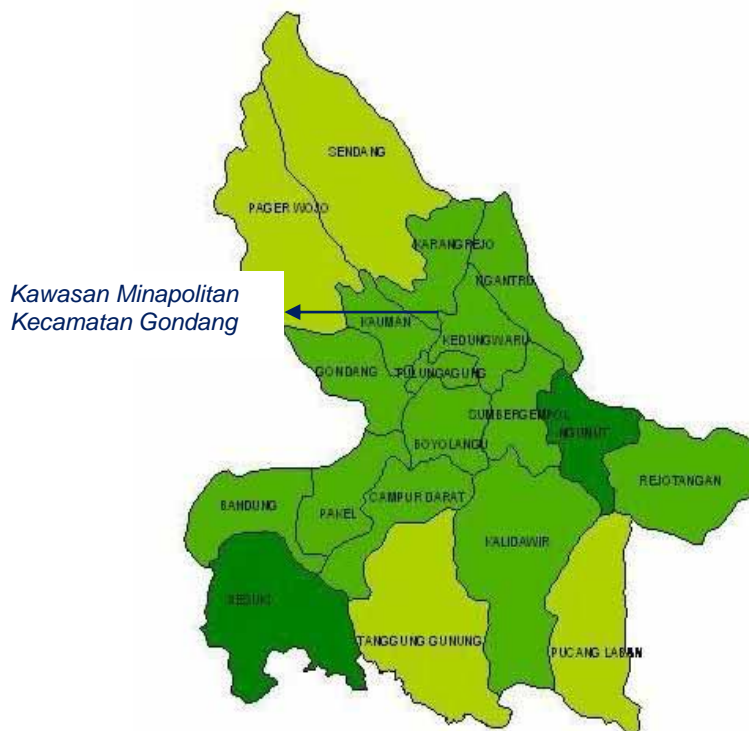 SENDANG
PAGER WOJO
KARANGREJO
NGANTRU
Kawasan Minapolitan
Kecamatan Gondang
KAUMAN
KEDUNGWARU
GONDANG
TULUNGAGUNG
SUMBERGEMPOL
NGUNUT
BOYOLANGU
REJOTANGAN
BANDUNG
PAKEL
CAMPUR DARAT
KALIDAWIR
BESUKI
TANGGUNG GUNUNG
PUCANG LABAN